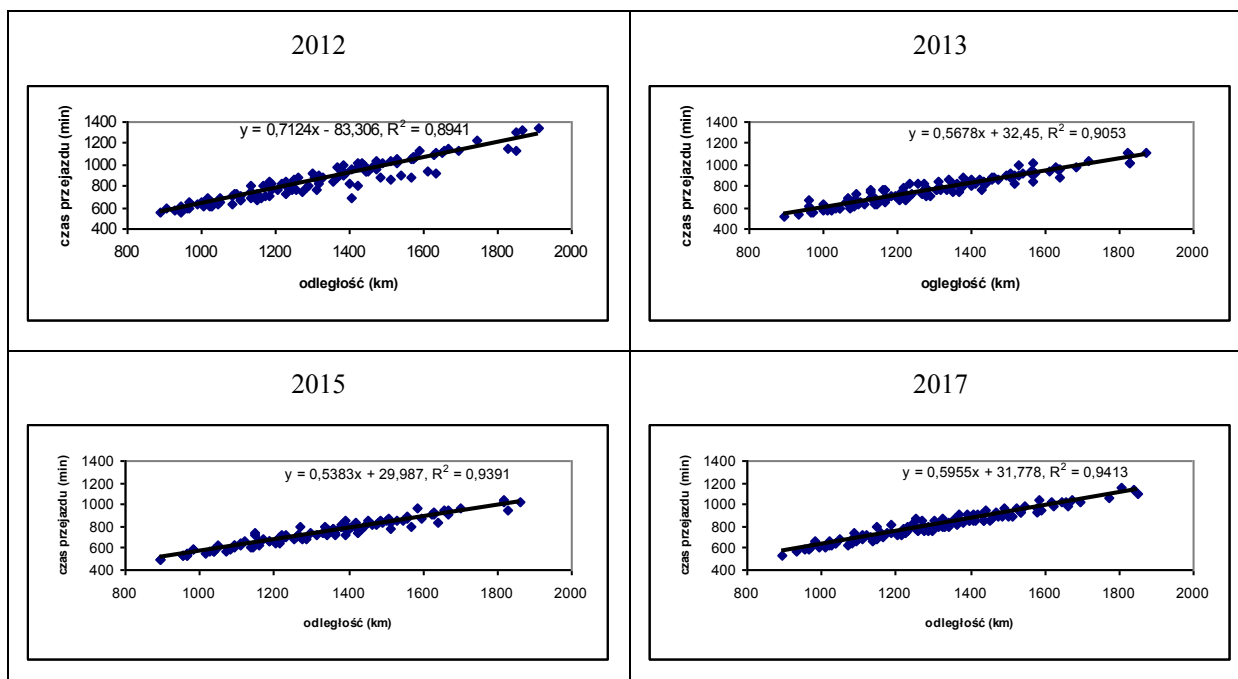 2012
y = 0,7124x - 83,306, R² = 0,8941
czas przejazdu (min)
1400
1200
1000
800
600
400
800 1000 1200 1400 1600 1800 2000
odległość (km)
2013
y = 0,5678x + 32,45, R² = 0,9053
czas przejazdu (min)
1400
1200
1000
800
600
400
800 1000 1200 1400 1600 1800 2000
ogległość (km)
2015
y = 0,5383x + 29,987, R² = 0,9391
czas przejazdu (min)
1400
1200
1000
800
600
400
800 1000 1200 1400 1600 1800 2000
odległość (km)
2017
y = 0,5955x + 31,778, R² = 0,9413
czas przejazdu (min)
1400
1200
1000
800
600
400
800 1000 1200 1400 1600 1800 2000
odległość (km)